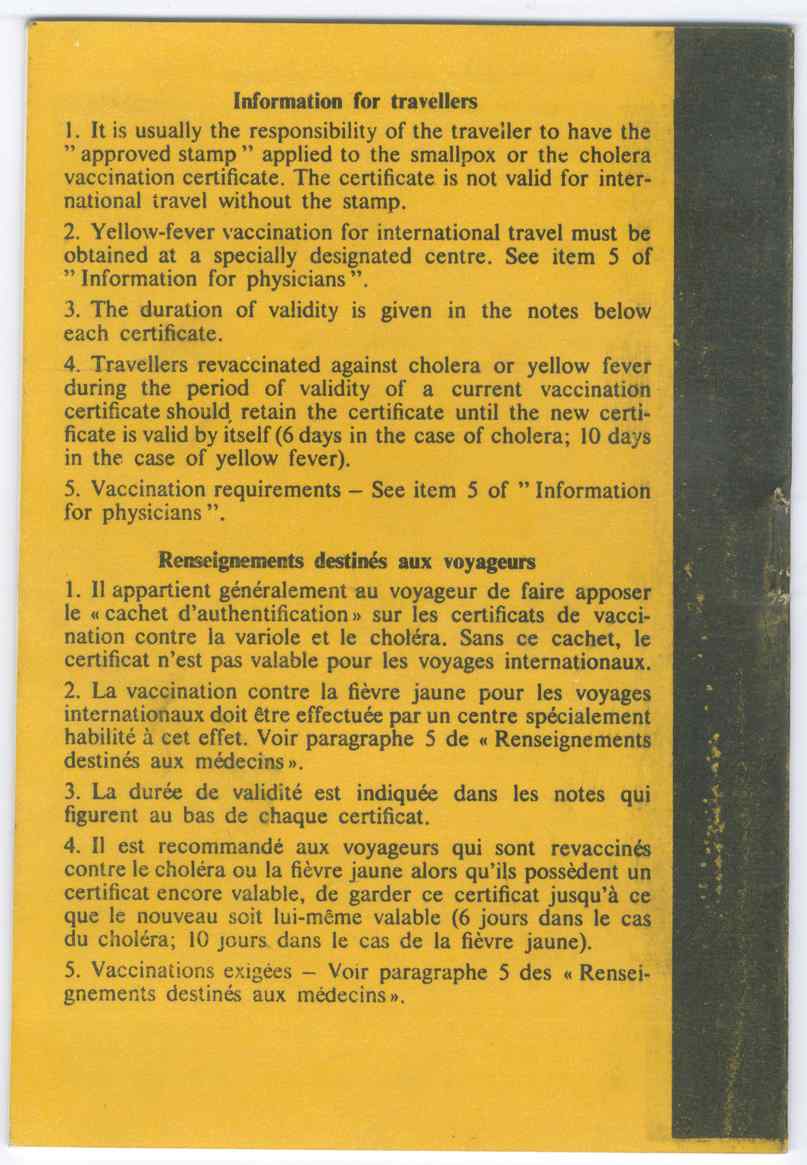 Information for travellers
1. It is usually the responsibility of the traveller to have the
” approved stamp ” applied to the smallpox or the cholera
vaccination certificate. The certificate is not valid for inter-
national travel without the stamp.
2. Yellow-fever vaccination for international travel must be
obtained at a specially designated centre. See item 5 of
” Information for physicians ”.
3. The duration of validity is given in the notes below
each certificate.
4. Travellers revaccinated against cholera or yellow fever
during the period of validity of a current vaccination
certificate should retain the certificate until the new certi-
ficate is valid by itself (6 days in the case of cholera; 10 days
in the case of yellow fever).
5. Vaccination requirements – See item 5 of ” Information
for physicians ”.
Renseignements destinés aux voyageurs
1. Il appartient généralement au voyageur de faire apposer
le « cachet d’authentification » sur les certificats de vacci-
nation contre la variole et le choléra. Sans ce cachet, le
certificat n’est pas valable pour les voyages internationaux.
2. La vaccination contre la fièvre jaune pour les voyages
internationaux doit être effectuée par un centre spécialement
habilité à cet effet. Voir paragraphe 5 de « Renseignements
destinés aux médecins ».
3. La durée de validité est indiquée dans les notes qui
figurent au bas de chaque certificat.
4. Il est recommandé aux voyageurs qui sont revaccinés
contre le choléra ou la fièvre jaune alors qu’ils possèdent un
certificat encore valable, de garder ce certificat jusqu’à ce
que le nouveau soit lui-même valable (6 jours dans le cas
du choléra; 10 jours dans le cas de la fièvre jaune).
5. Vaccinations exigées – Voir paragraphe 5 des « Rensei-
gnements destinés aux médecins ».